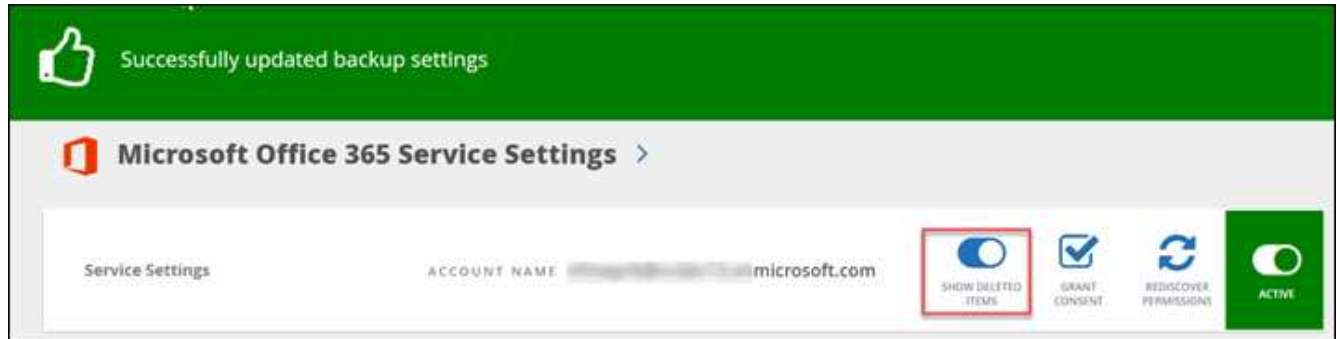 Successfully updated backup settings
Microsoft Office 365 Service Settings >
Service Settings
ACCOUNT NAME microsoft.com
SHOW DELETED
ITEMS
GRANT
CONSENT
REDISCOVER
PERMISSIONS
ACTIVE